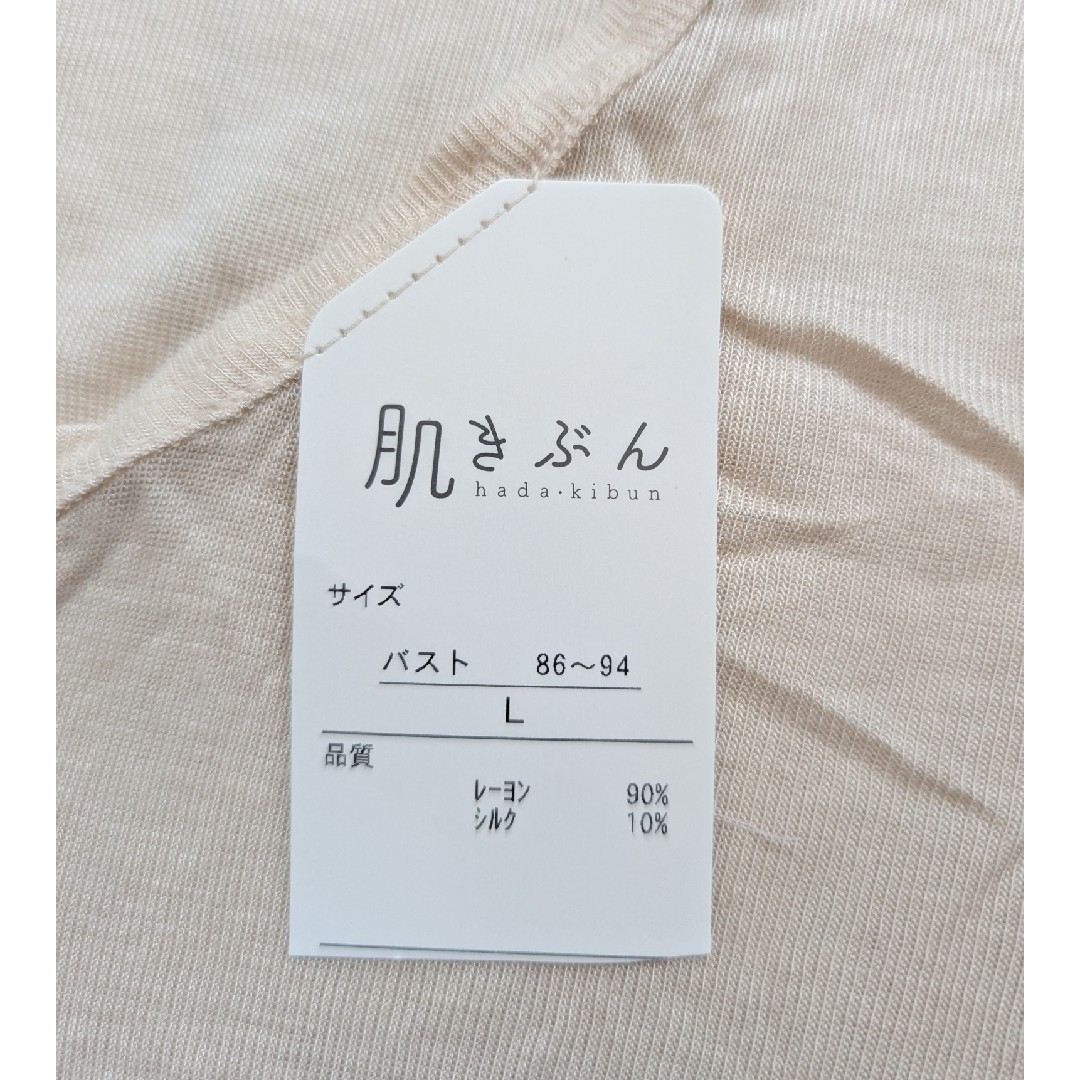 肌きぶん
hada・kibun
サイズ
バスト 86～94
L
品質
レーヨン 90%
シルク 10%